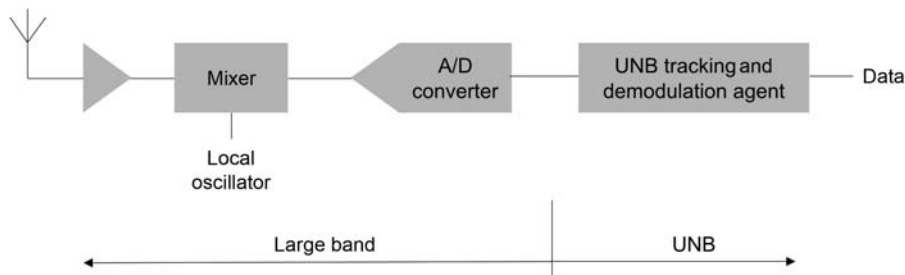 Mixer
A/D
converter
UNB tracking and
demodulation agent
Data
Local
oscillator
Large band
UNB